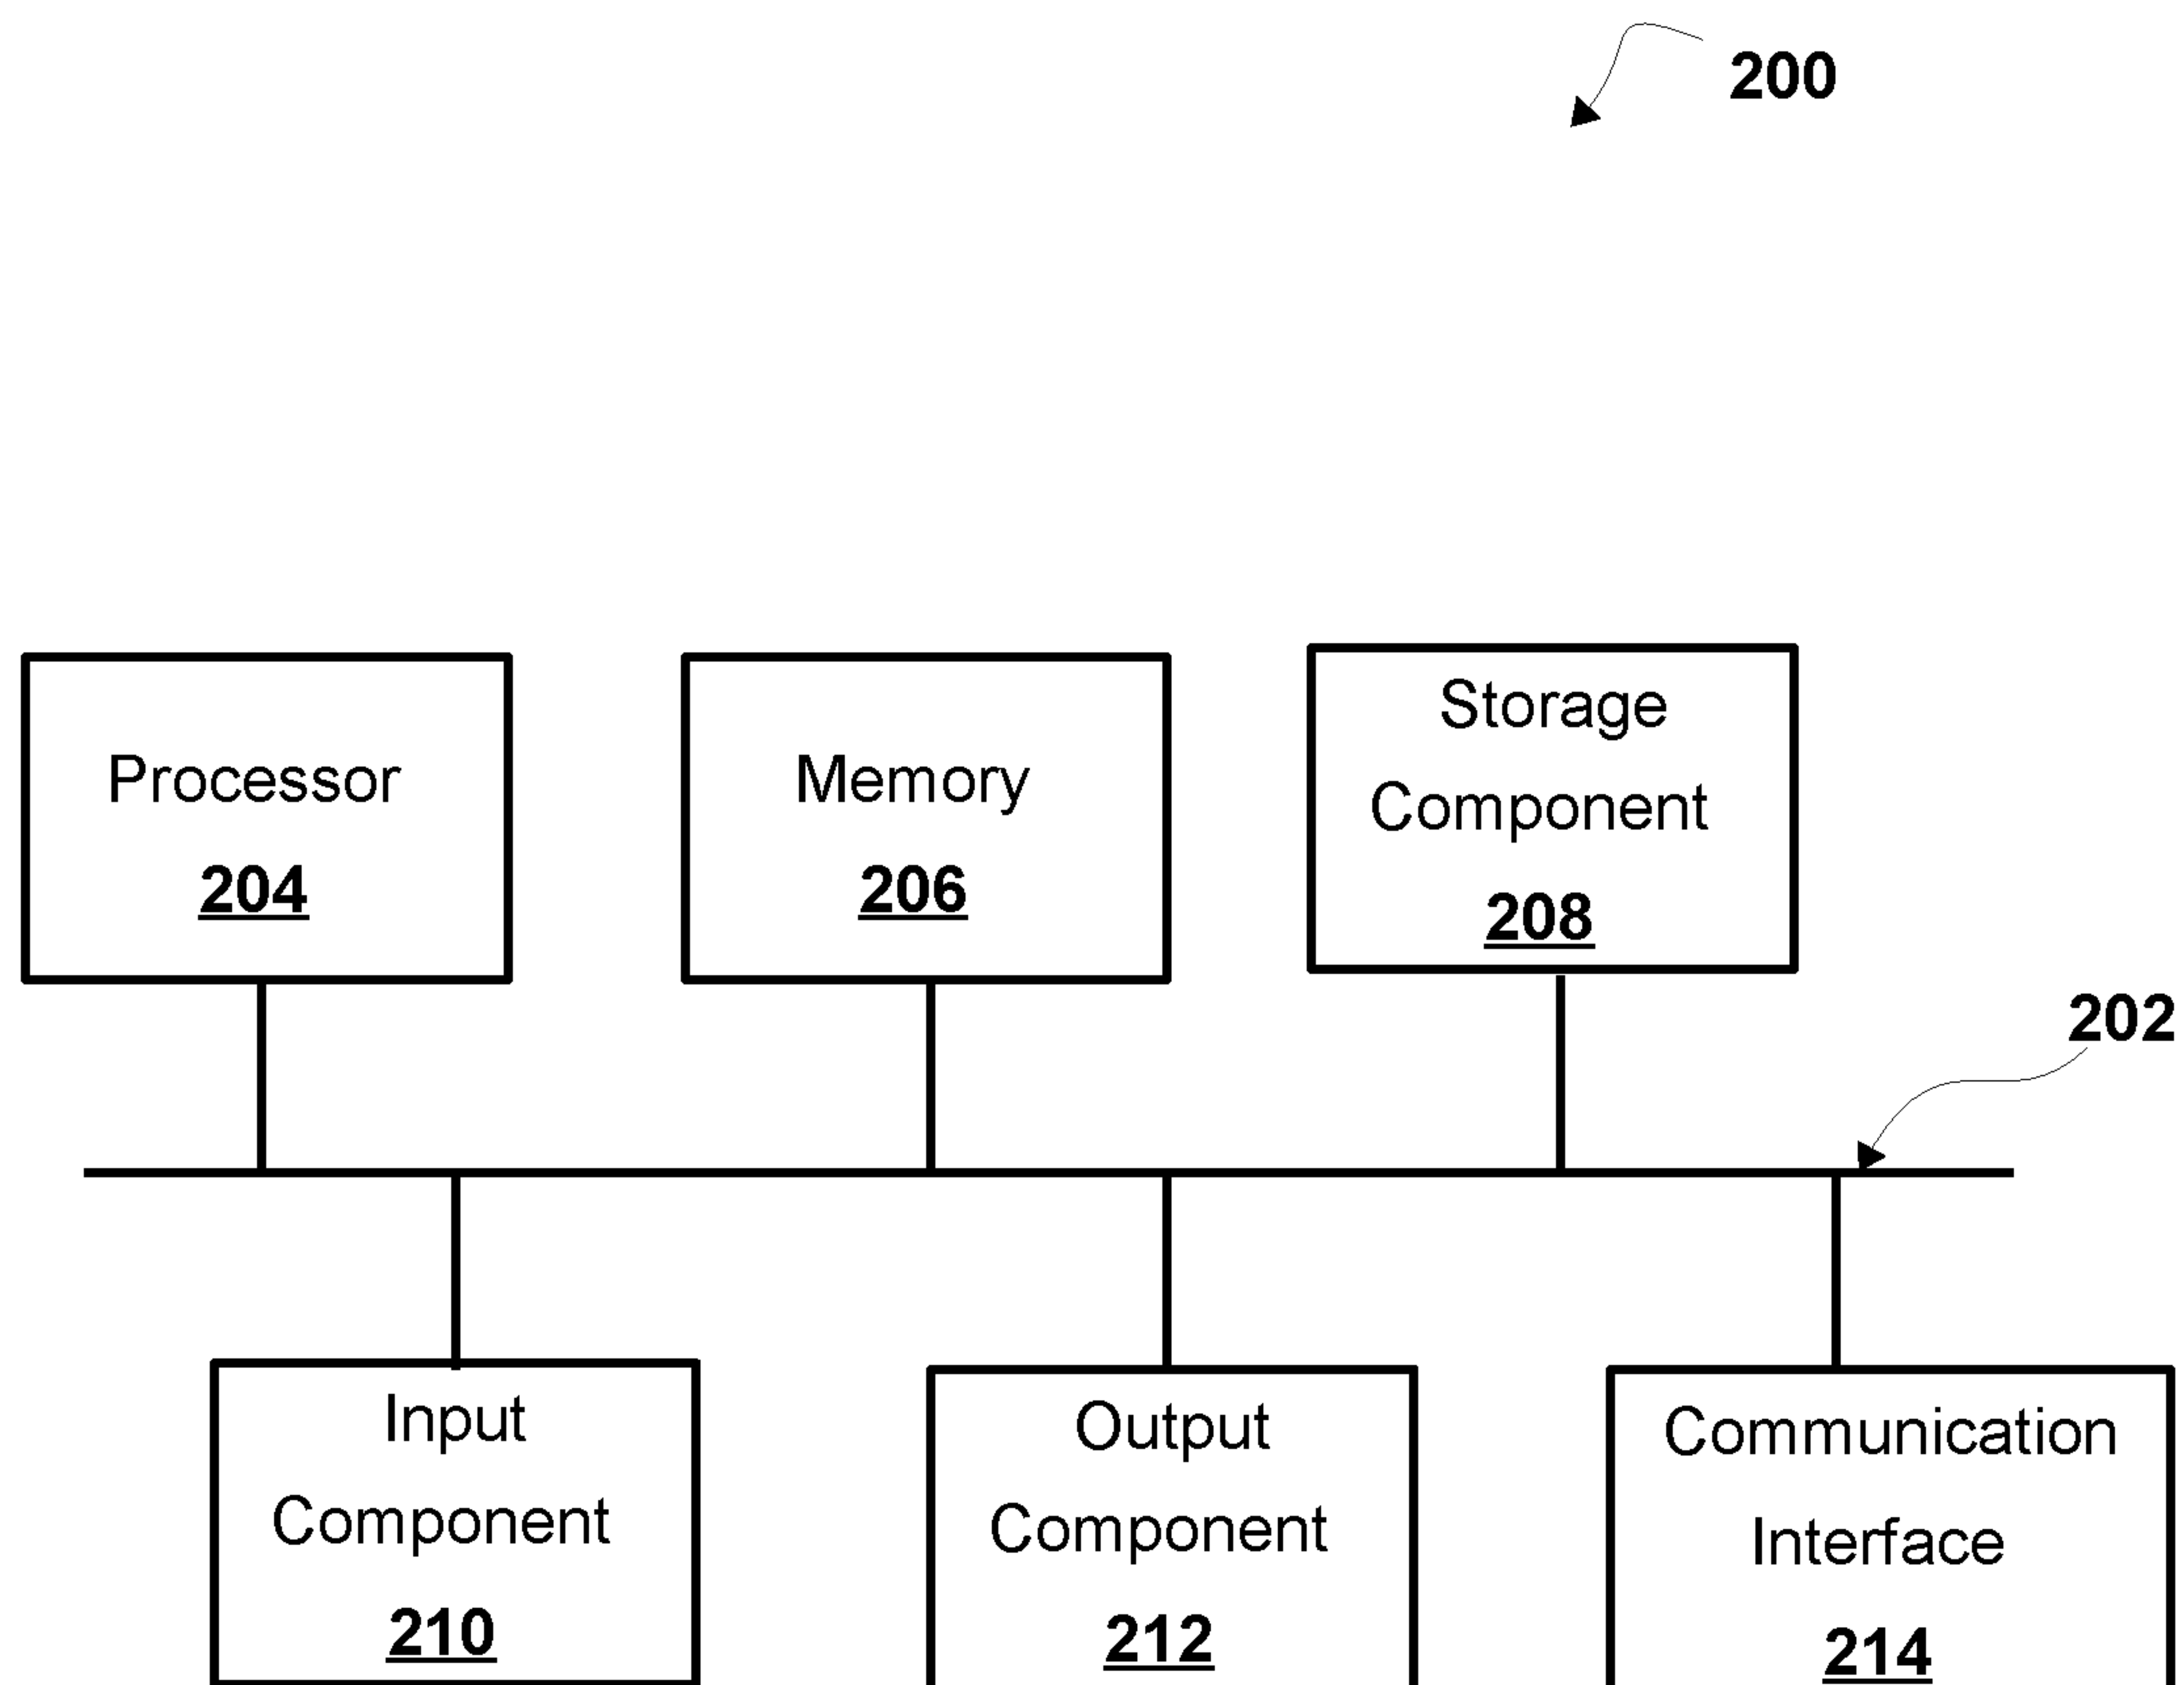 200
Processor
204
Memory
206
Storage
Component
208
202
Input
Component
210
Output
Component
212
Communication
Interface
214